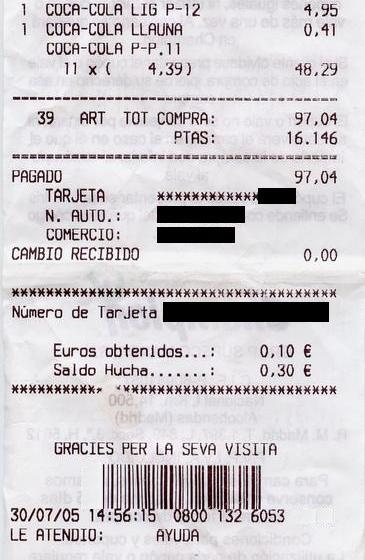 1 COCA-COLA LIG P-12 4,95
1 COCA-COLA LLAUNA 0,41
COCA-COLA P-P.11
11 x ( 4,39) 48,29
39 ART TOT COMPRA: 97,04
PTAS: 16.146
PAGADO 97,04
TARJETA xxxxxxxxxxxx
N. AUTO.:
COMERCIO:
CAMBIO RECIBIDO 0,00
Número de Tarjeta
Euros obtenidos...: 0,10 €
Saldo Hucha.......: 0,30 €
GRACIES PER LA SEVA VISITA
30/07/05 14:56:15 0800 132 6053
LE ATENDIO: AYUDA